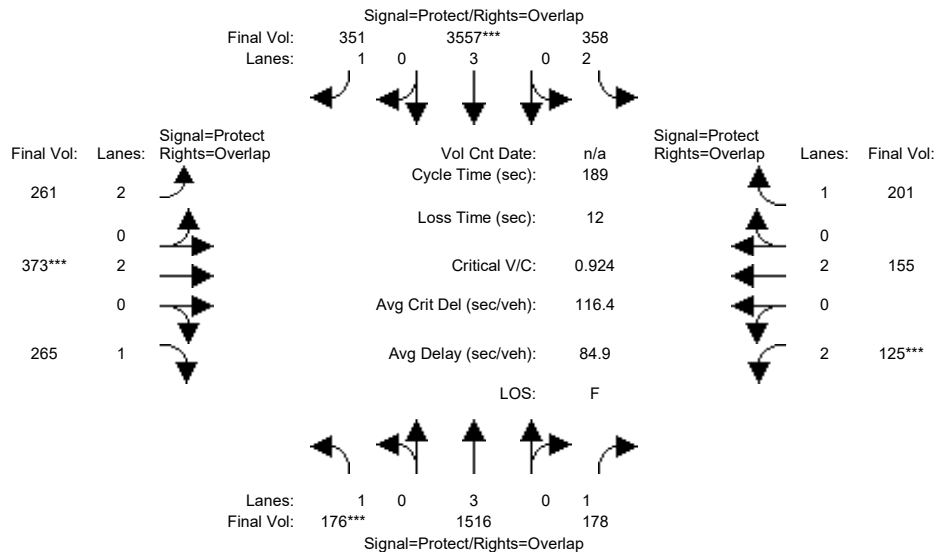 Signal=Protect/Rights=Overlap
Final Vol: 351 3557*** 358
Lanes: 1 0 3 0 2
Signal=Protect Signal=Protect
Final Vol: Lanes: Rights=Overlap Vol Cnt Date: n/a Rights=Overlap Lanes: Final Vol:
Cycle Time (sec): 189
261 2 1 201
Loss Time (sec): 12
0 0
373*** 2 Critical V/C: 0.924 2 155
0 Avg Crit Del (sec/veh): 116.4 0
265 1 Avg Delay (sec/veh): 84.9 2 125***
LOS: F
Lanes: 1 0 3 0 1
Final Vol: 176*** 1516 178
Signal=Protect/Rights=Overlap